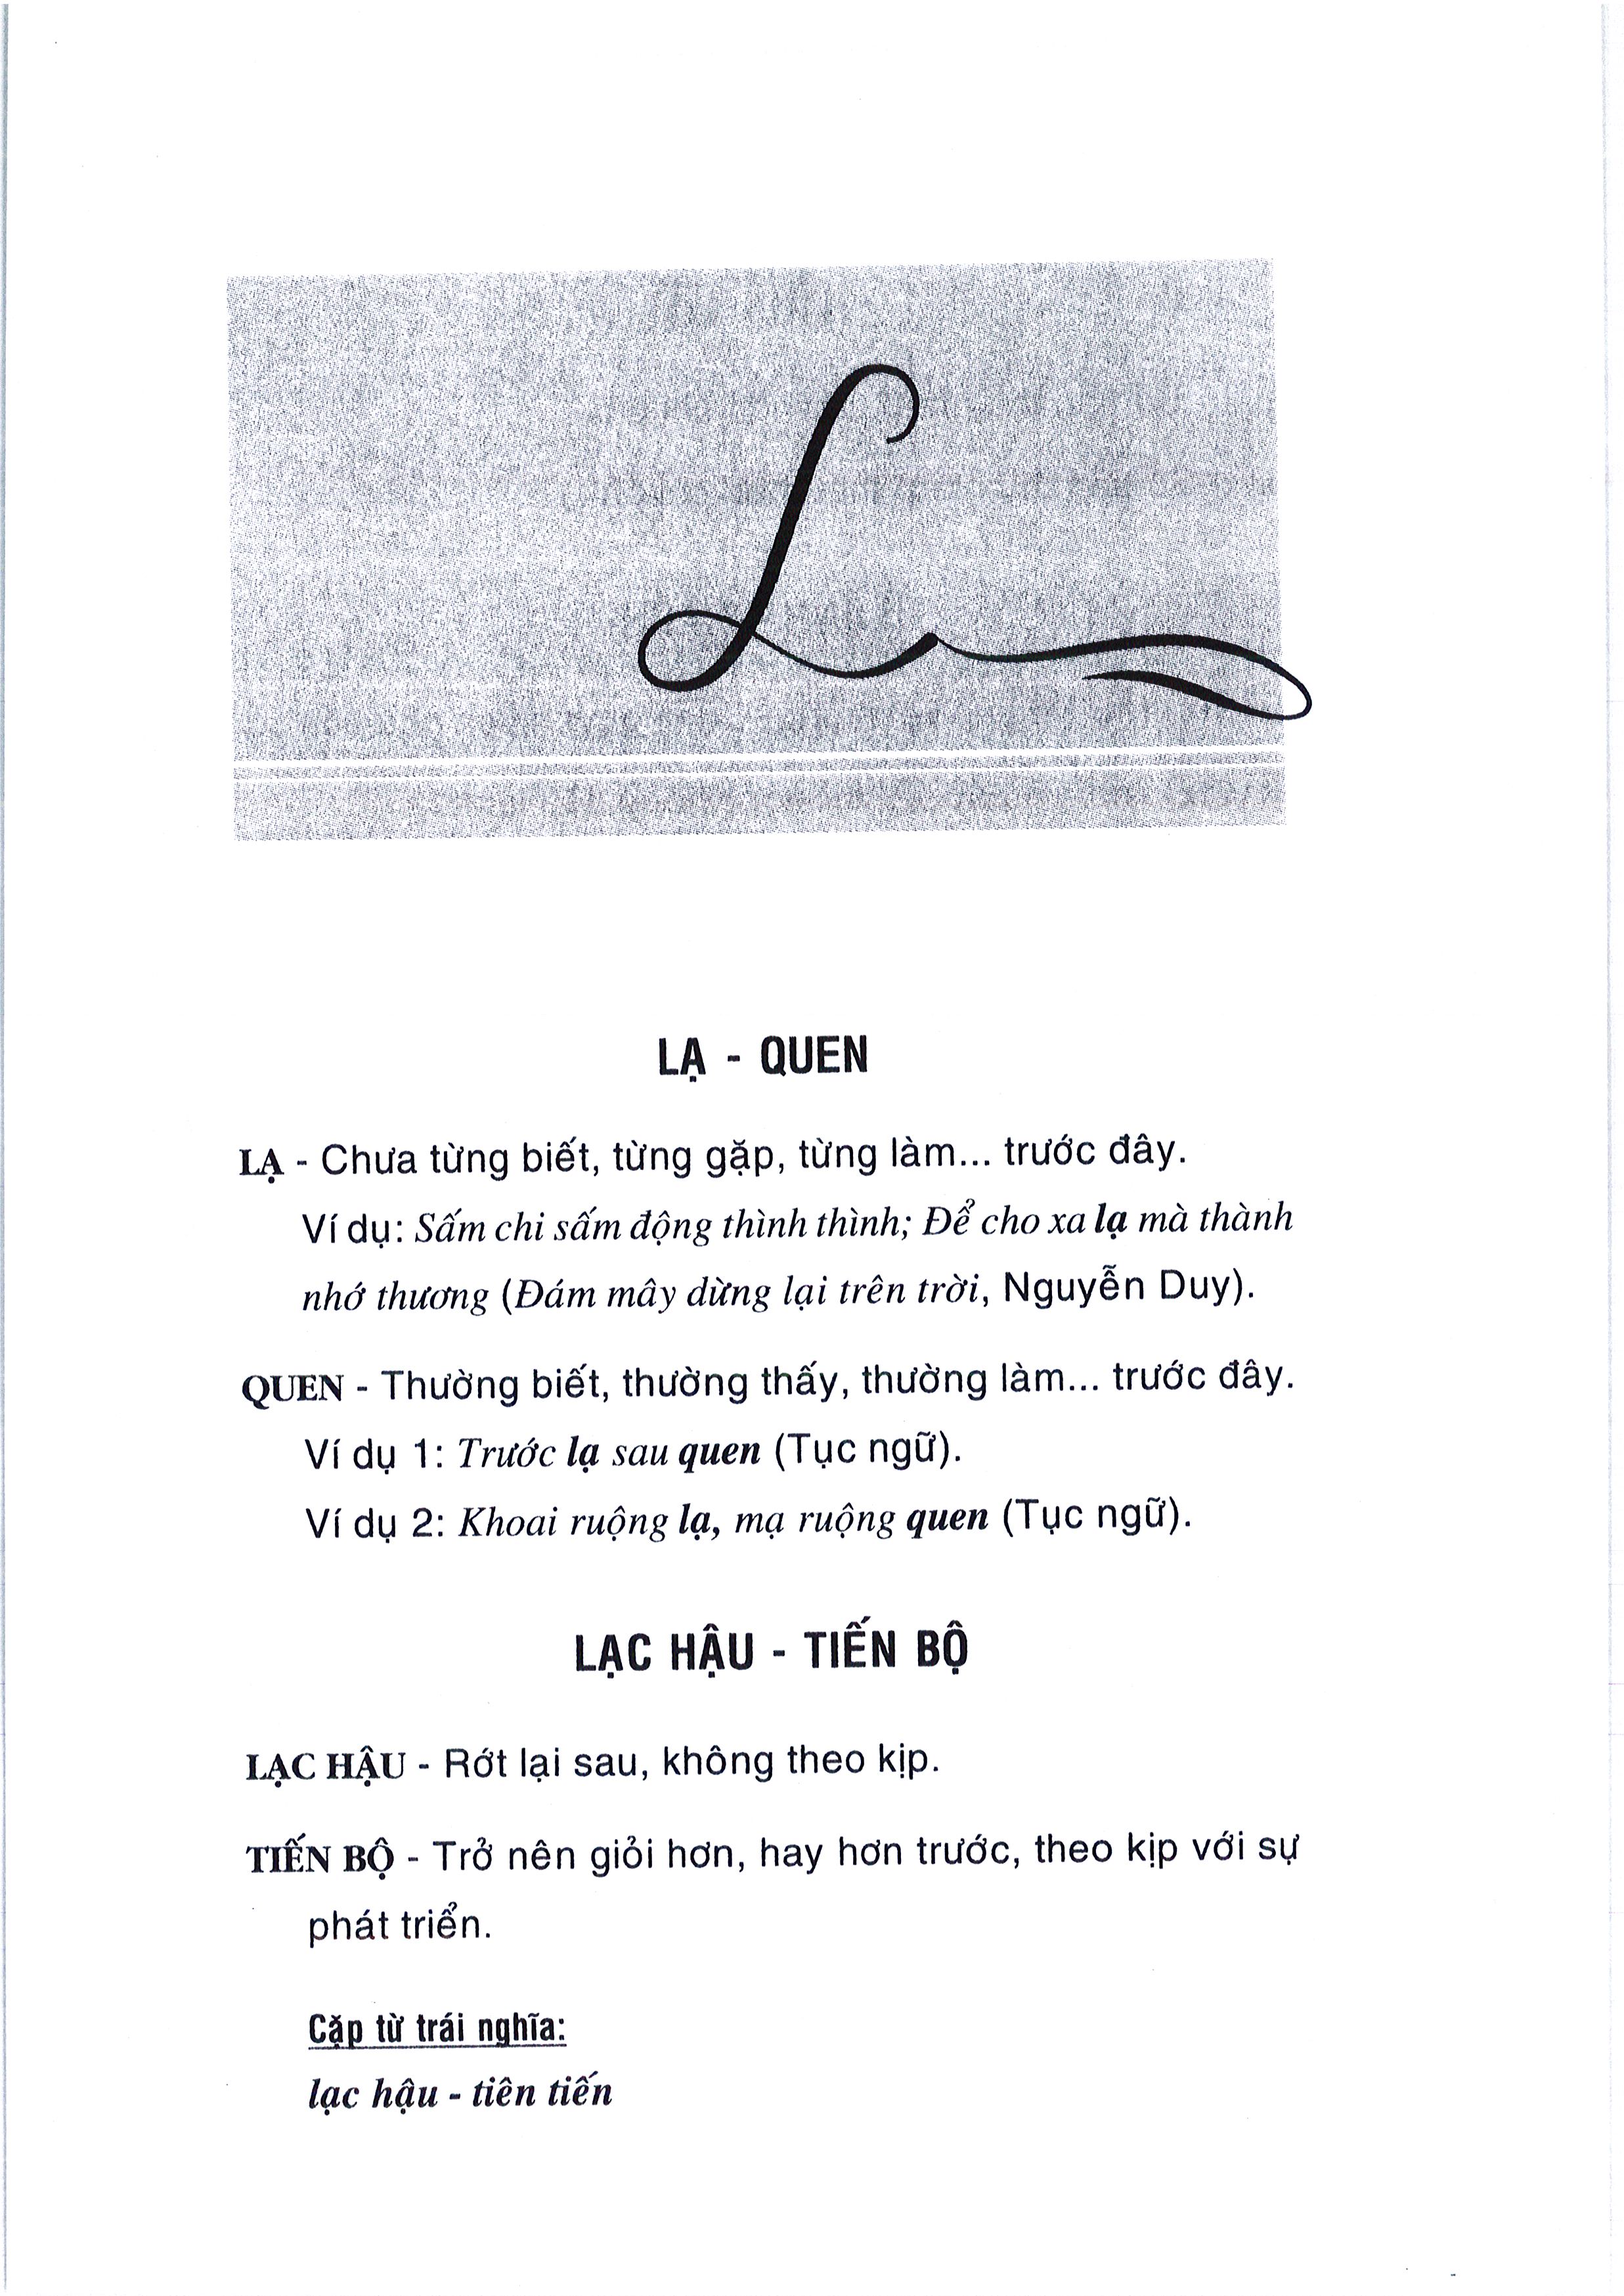 L
LẠ - QUEN
LẠ - Chưa từng biết, từng gặp, từng làm... trước đây.
Ví dụ: Sấm chi sấm động thình thình; Để cho xa lạ mà thành
nhớ thương (Đám mây dừng lại trên trời, Nguyễn Duy).
QUEN - Thường biết, thường thấy, thường làm... trước đây.
Ví dụ 1: Trước lạ sau quen (Tục ngữ).
Ví dụ 2: Khoai ruộng lạ, mạ ruộng quen (Tục ngữ).
LẠC HẬU - TIẾN BỘ
LẠC HẬU - Rớt lại sau, không theo kịp.
TIẾN BỘ - Trở nên giỏi hơn, hay hơn trước, theo kịp với sự
phát triển.
Cặp từ trái nghĩa:
lạc hậu - tiên tiến